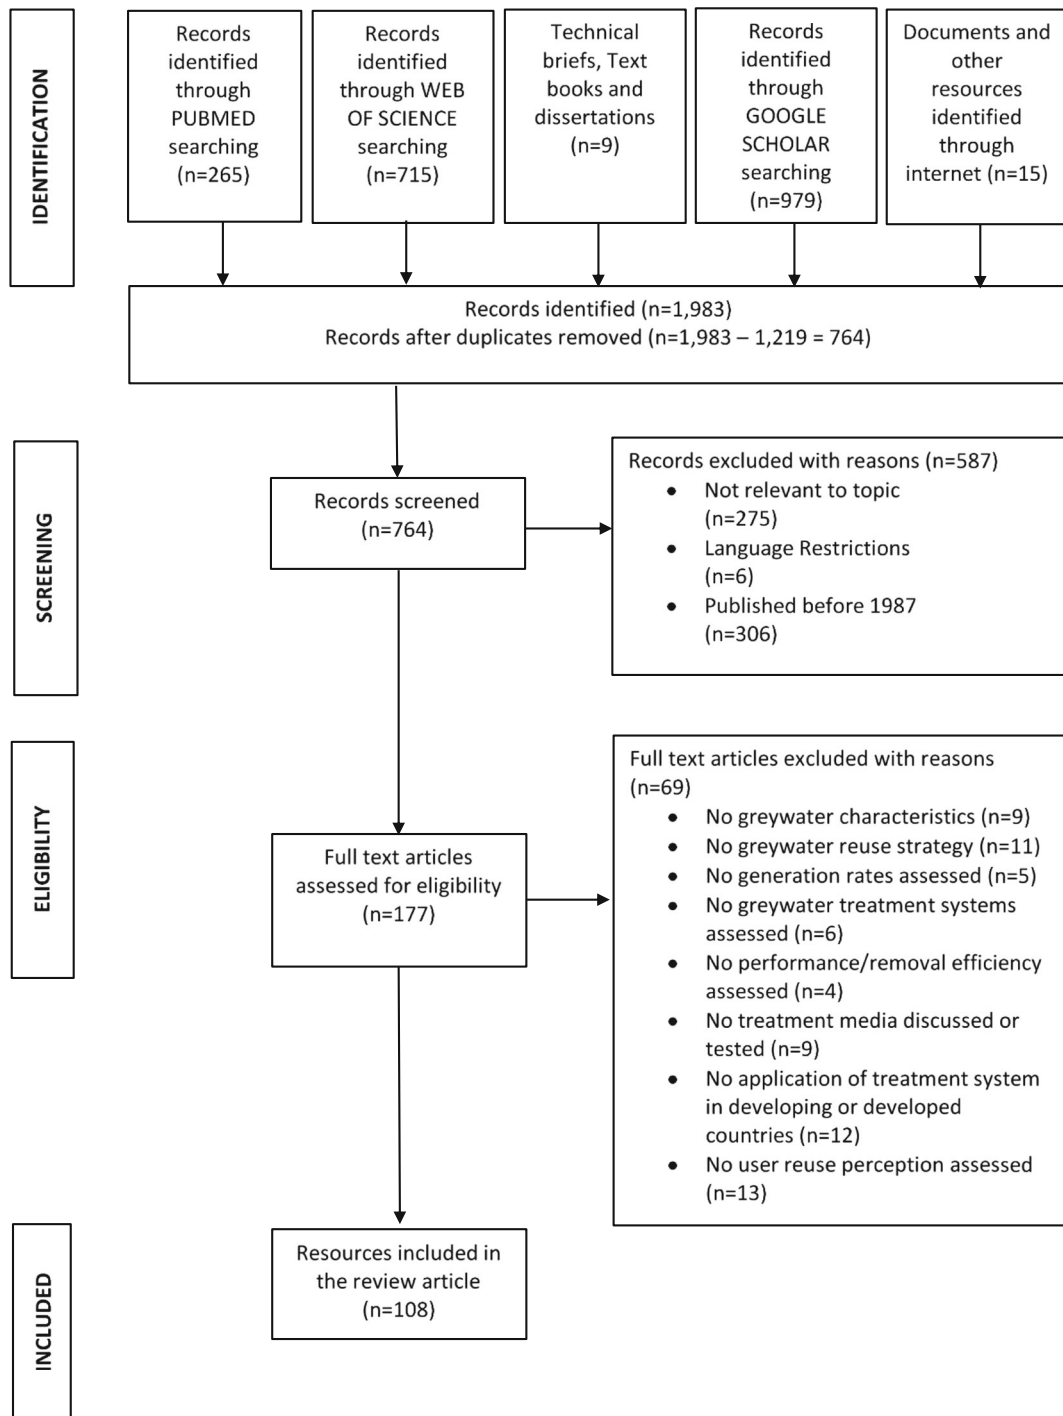 IDENTIFICATION
Records
identified
through
PUBMED
searching
(n=265)
Records
identified
through WEB
OF SCIENCE
searching
(n=715)
Technical
briefs, Text
books and
dissertations
(n=9)
Records
identified
through
GOOGLE
SCHOLAR
searching
(n=979)
Documents and
other
resources
identified
through
internet (n=15)
Records identified (n=1,983)
Records after duplicates removed (n=1,983 – 1,219 = 764)
SCREENING
Records screened
(n=764)
Records excluded with reasons (n=587)
• Not relevant to topic
(n=275)
• Language Restrictions
(n=6)
• Published before 1987
(n=306)
ELIGIBILITY
Full text articles
assessed for eligibility
(n=177)
Full text articles excluded with reasons
(n=69)
• No greywater characteristics (n=9)
• No greywater reuse strategy (n=11)
• No generation rates assessed (n=5)
• No greywater treatment systems
assessed (n=6)
• No performance/removal efficiency
assessed (n=4)
• No treatment media discussed or
tested (n=9)
• No application of treatment system
in developing or developed
countries (n=12)
• No user reuse perception assessed
(n=13)
INCLUDED
Resources included in
the review article
(n=108)